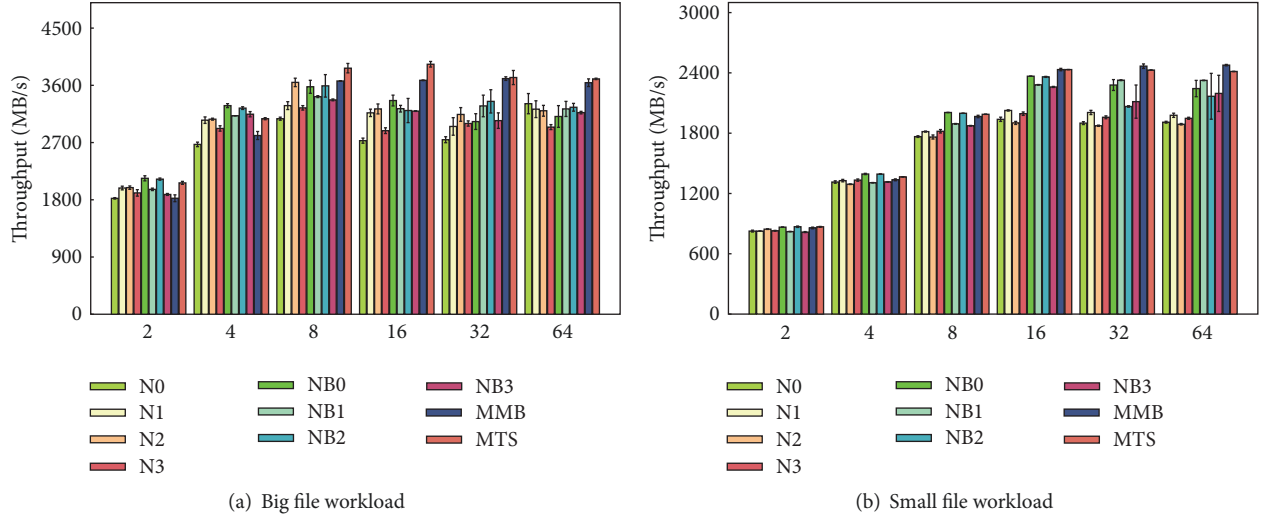 Throughput (MB/s)
4500
3600
2700
1800
900
0
2 4 8 16 32 64
N0 NB0 NB3
N1 NB1 MMB
N2 NB2 MTS
N3
(a) Big file workload
Throughput (MB/s)
3000
2400
1800
1200
600
0
2 4 8 16 32 64
N0 NB0 NB3
N1 NB1 MMB
N2 NB2 MTS
N3
(b) Small file workload